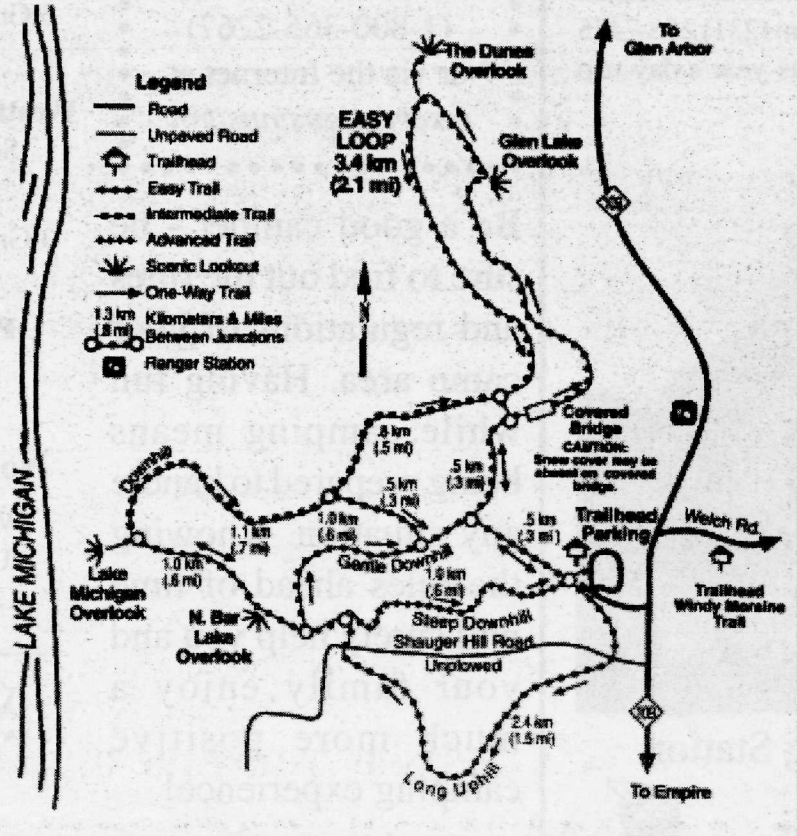 The Dunes
Overlook
To
Glen Arbor
Legend
Road
Unpaved Road
Trailhead
Easy Trail
Intermediate Trail
Advanced Trail
Scenic Lookout
One-Way Trail
1.3 km
(.8 mi)
Kilometers & Miles
Between Junctions
Ranger Station
EASY
LOOP
3.4 km
(2.1 mi)
Glen Lake
Overlook
N
109
Covered
Bridge
CAUTION:
Snow cover may be
absent on covered
bridge.
.8 km
(.5 mi)
.5 km
(.3 mi)
.5 km
(.3 mi)
Downhill
1.1 km
(.7 mi)
1.0 km
(.6 mi)
Gentle Downhill
.5 km
(.3 mi)
Trailhead
Parking
Welch Rd.
Trailhead
Windy Moraine
Trail
LAKE MICHIGAN
Lake
Michigan
Overlook
1.0 km
(.6 mi)
N. Bar
Lake
Overlook
(.6 mi)
Steep Downhill
Shauger Hill Road
Unplowed
2.4 km
(1.5 mi)
Long Uphill
109
To Empire